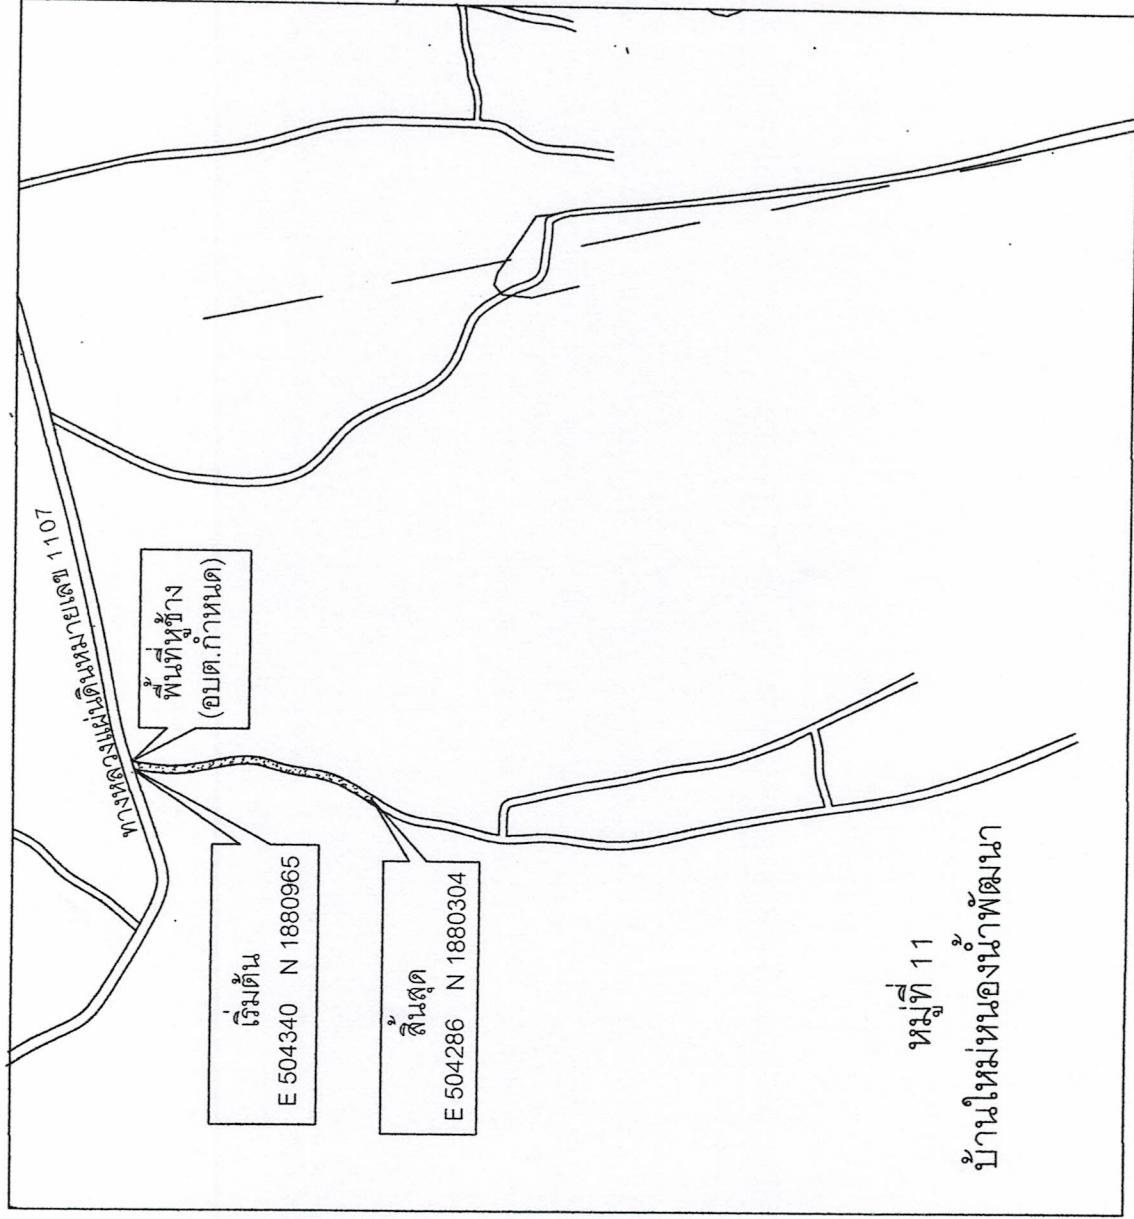 ทางหลวงแผ่นดินหมายเลข 1107
พื้นที่หูช้าง
(อบต.กำหนด)
เริ่มต้น
E 504340 N 1880965
สิ้นสุด
E 504286 N 1880304
หมู่ที่ 11
บ้านใหม่หนองน้ำพัฒนา